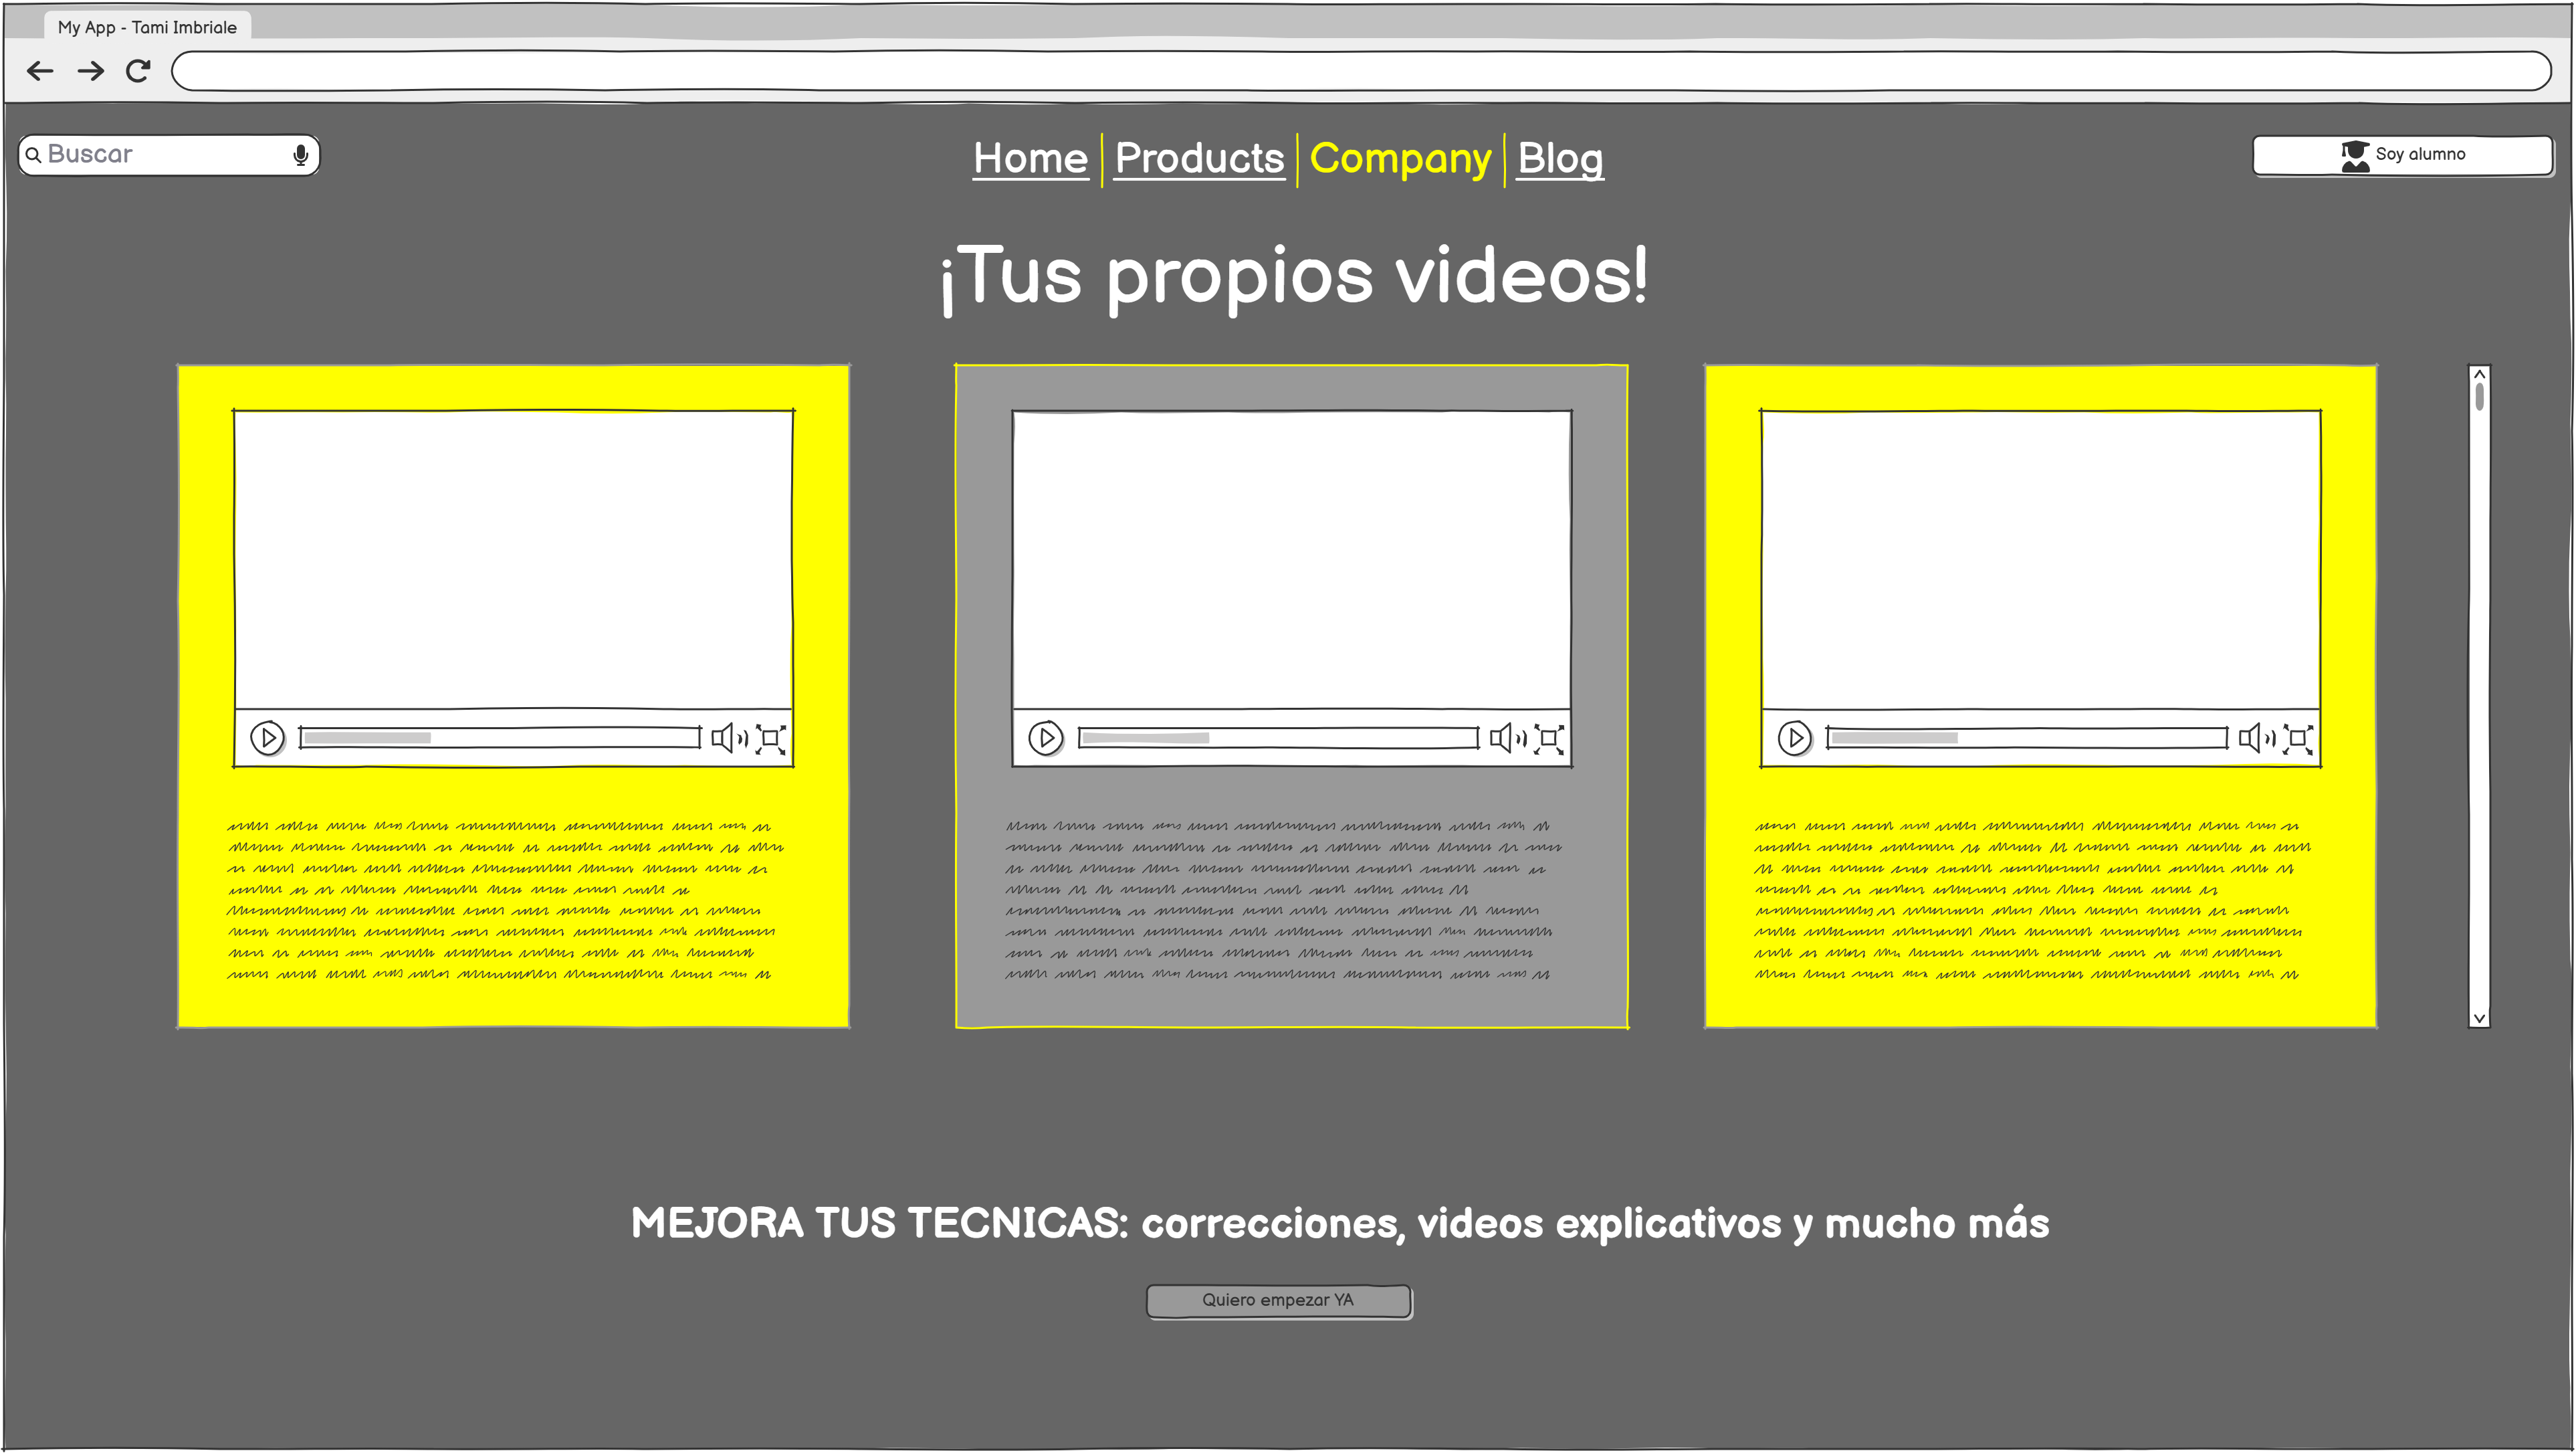 My App - Tami Imbriale
Buscar
Home Products Company Blog
Soy alumno
¡Tus propios videos!
MEJORA TUS TECNICAS: correcciones, videos explicativos y mucho más
Quiero empezar YA